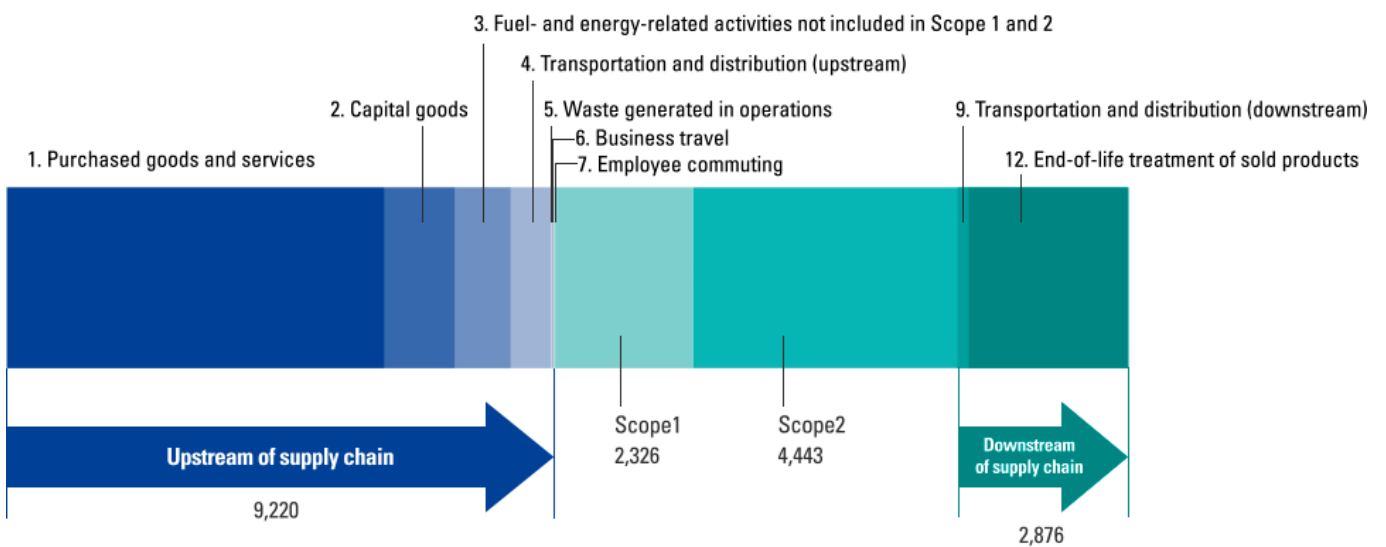 3. Fuel- and energy-related activities not included in Scope 1 and 2
4. Transportation and distribution (upstream)
2. Capital goods
5. Waste generated in operations
9. Transportation and distribution (downstream)
6. Business travel
1. Purchased goods and services
7. Employee commuting
12. End-of-life treatment of sold products
Upstream of supply chain
9,220
Scope1
2,326
Scope2
4,443
Downstream
of supply chain
2,876